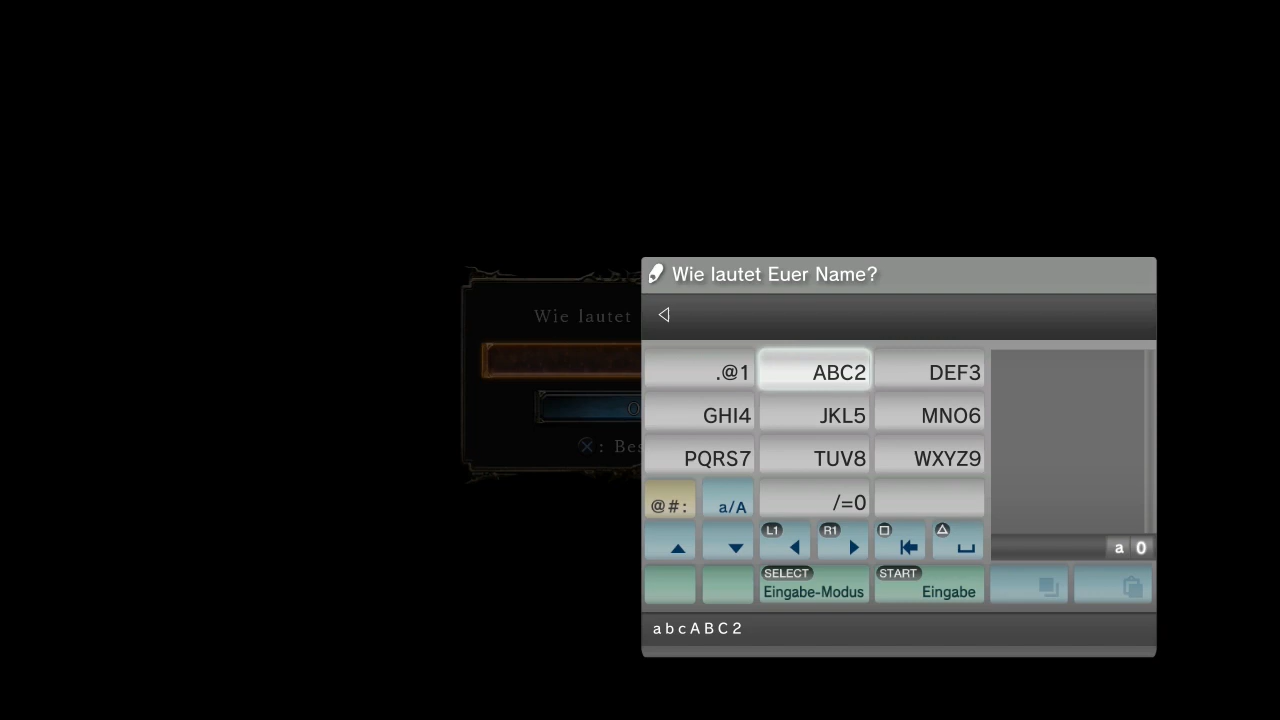 Wie lautet Euer Name?
Wie lautet
.@1 ABC2 DEF3
GHI4 JKL5 MNO6
PQRS7 TUV8 WXYZ9
@#: a/A /=0
L1 R1
a 0
SELECT START
Eingabe-Modus Eingabe
abcABC2